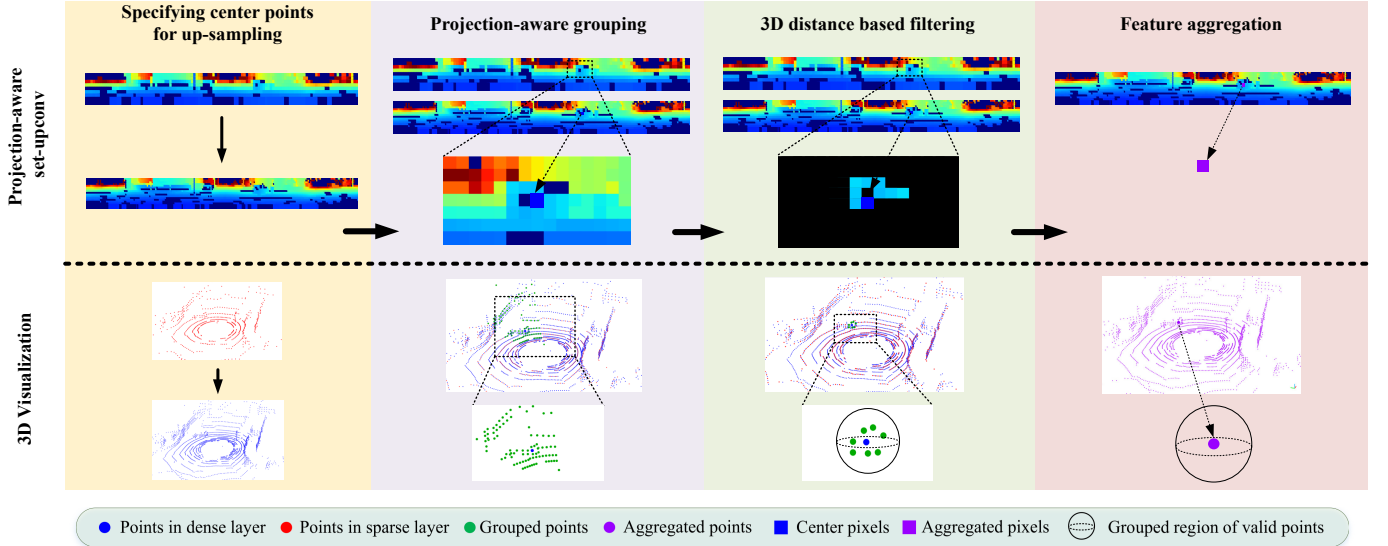 Specifying center points
for up-sampling
Projection-aware grouping
3D distance based filtering
Feature aggregation
Projection-aware
set-upconv
3D Visualization
Points in dense layer
Points in sparse layer
Grouped points
Aggregated points
Center pixels
Aggregated pixels
Grouped region of valid points